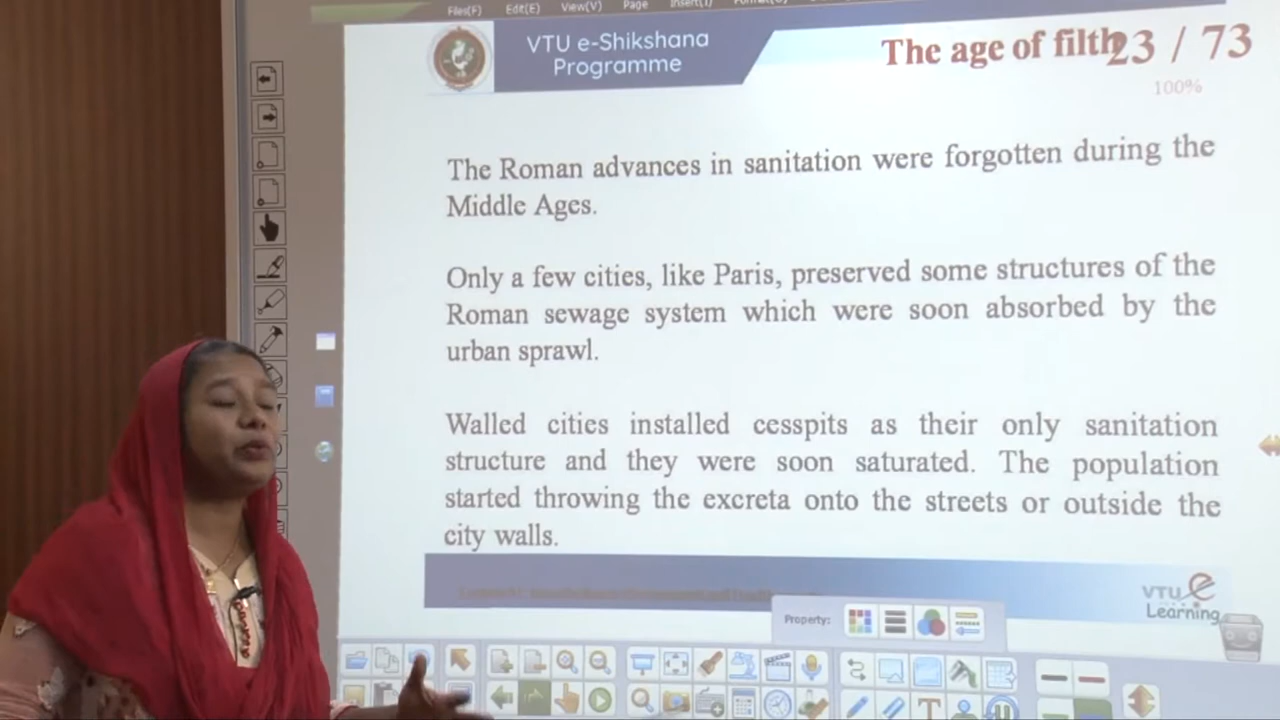 Files(F) Edit(E) View(V) Page Insert(I)
VTU e-Shikshana
Programme
The age of filth
23 / 73
100%
The Roman advances in sanitation were forgotten during the
Middle Ages.
Only a few cities, like Paris, preserved some structures of the
Roman sewage system which were soon absorbed by the
urban sprawl.
Walled cities installed cesspits as their only sanitation
structure and they were soon saturated. The population
started throwing the excreta onto the streets or outside the
city walls.
VTU e
Learning
Property: